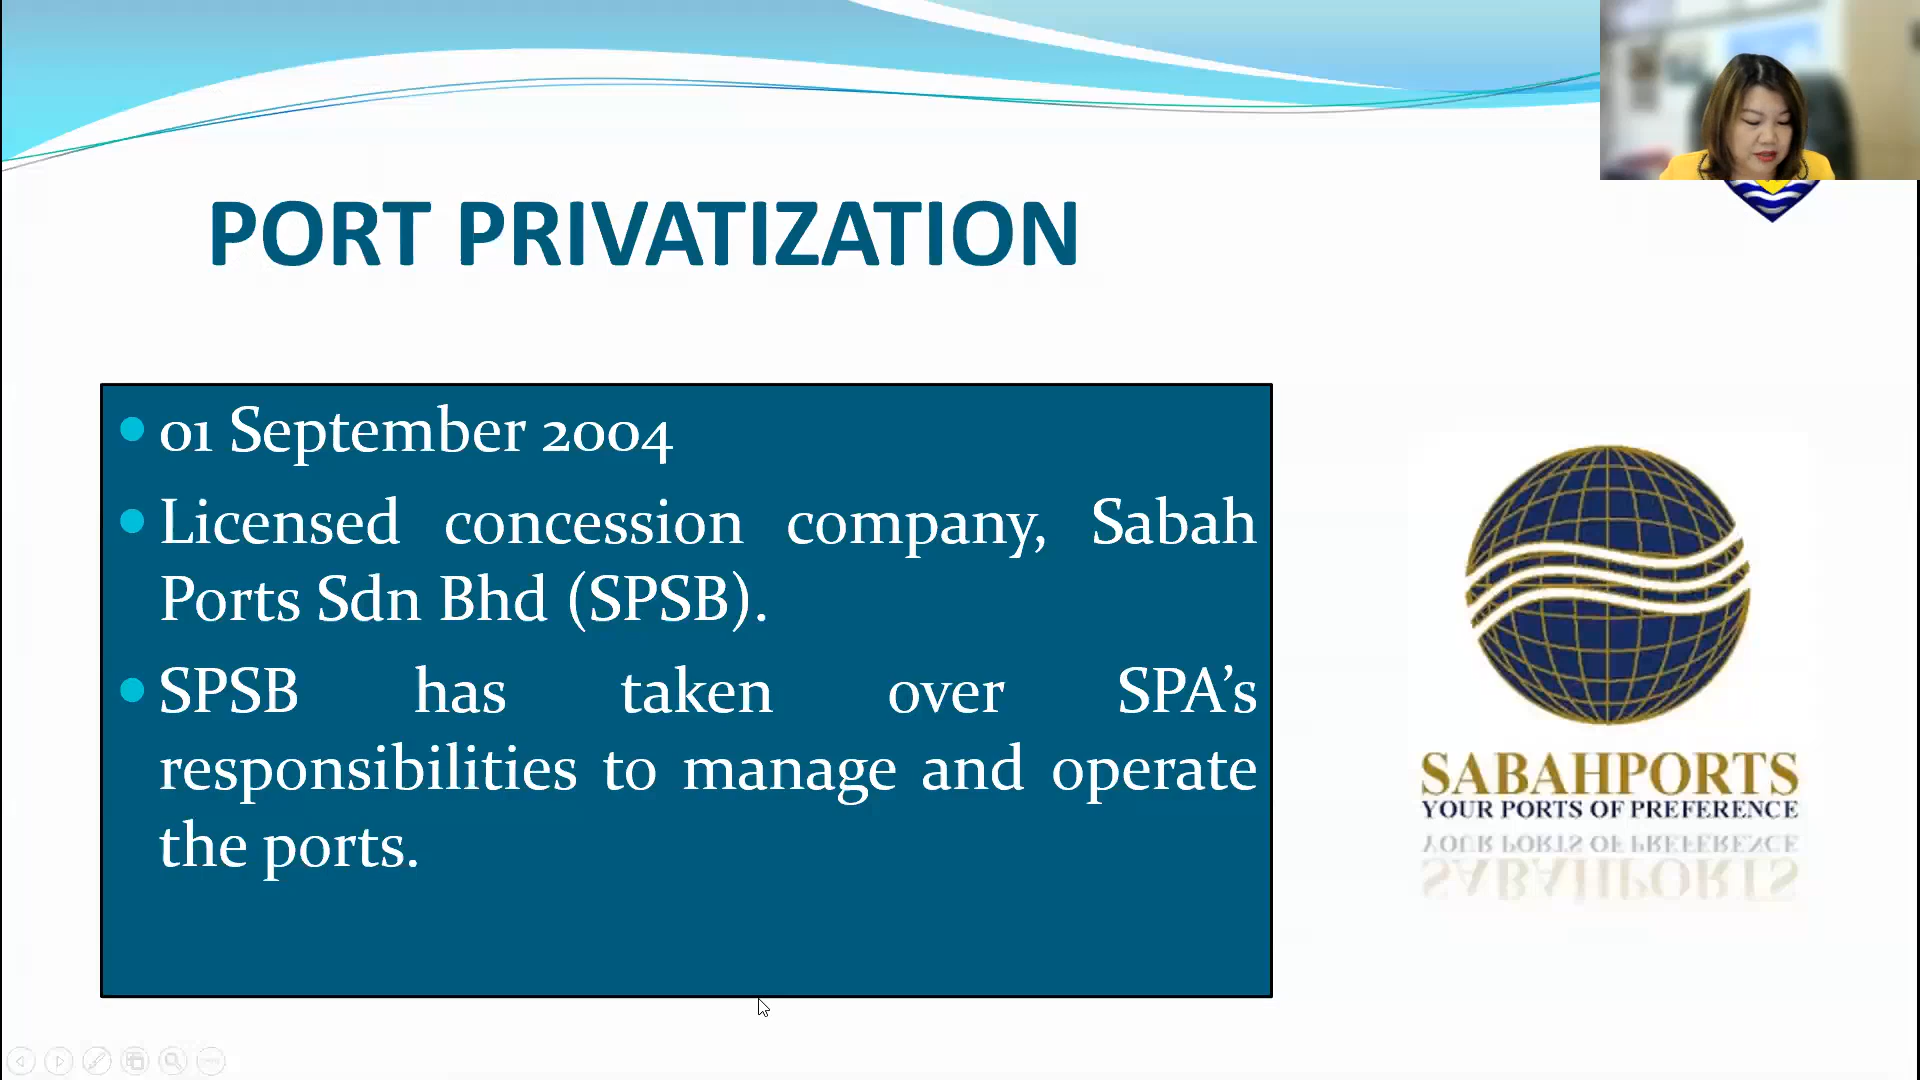 PORT PRIVATIZATION
01 September 2004
Licensed concession company, Sabah
Ports Sdn Bhd (SPSB).
SPSB has taken over SPA’s
responsibilities to manage and operate
the ports.
SABAHPORTS
YOUR PORTS OF PREFERENCE